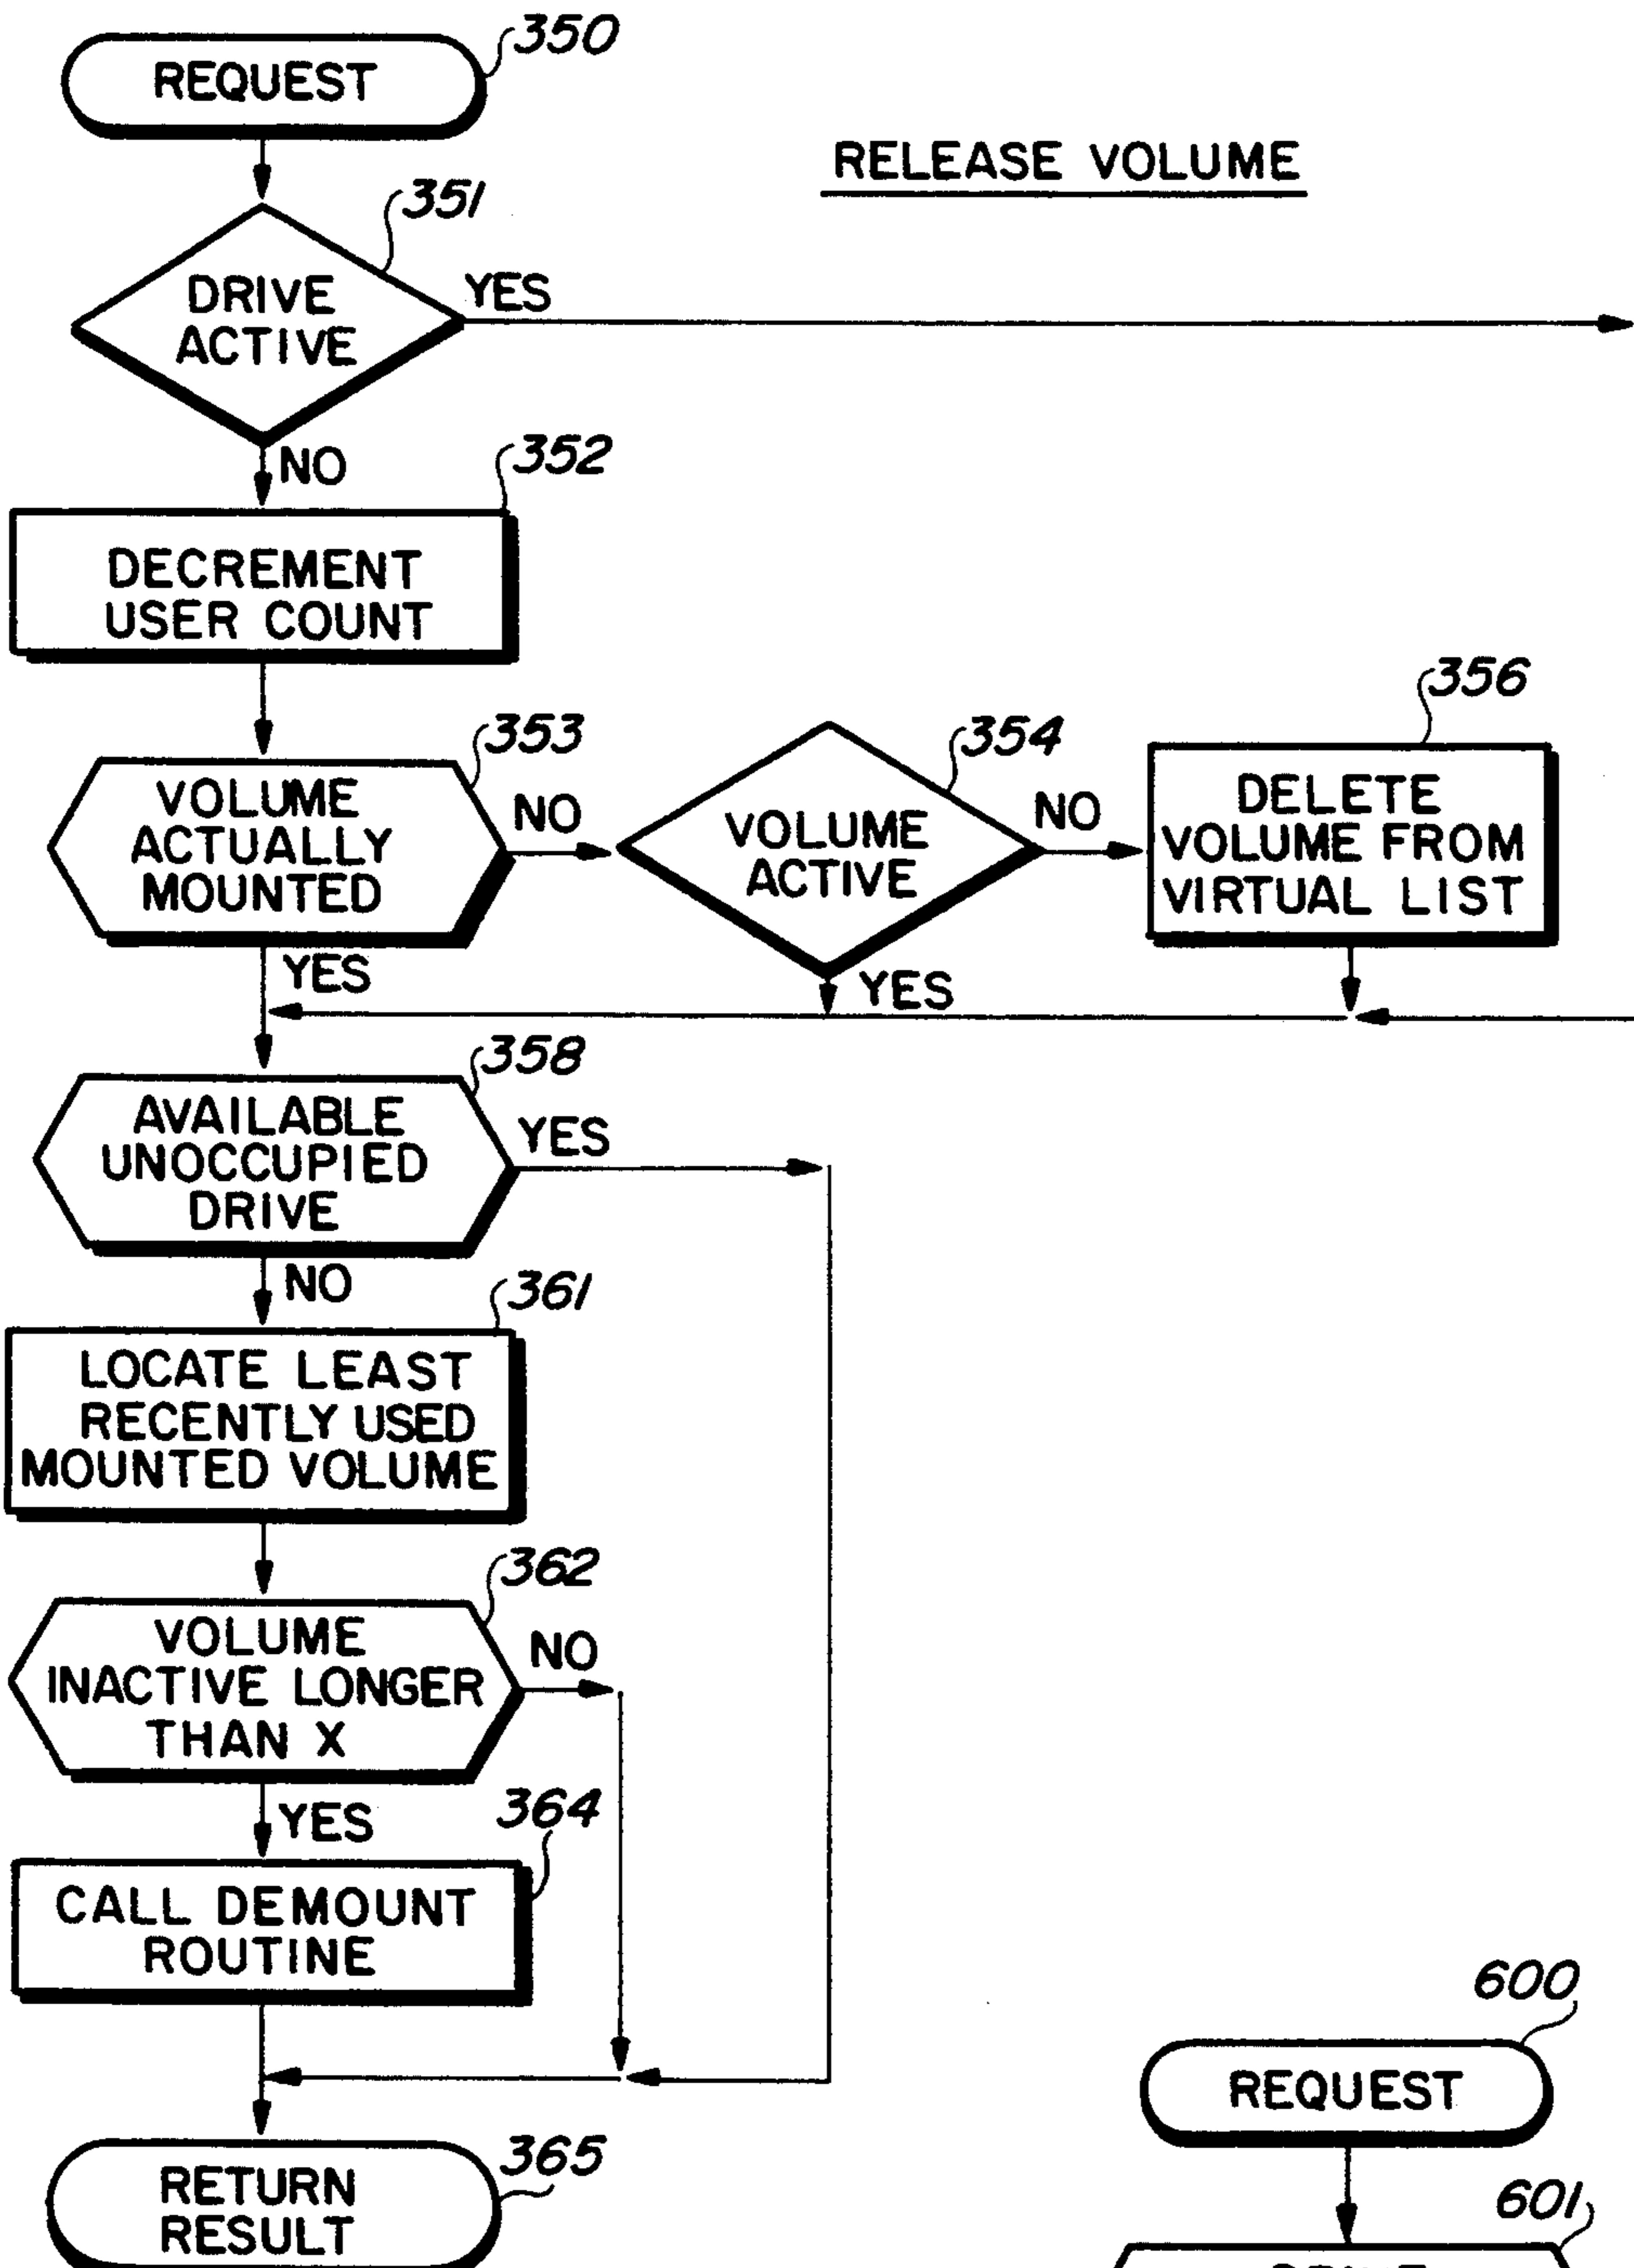 350
REQUEST
RELEASE VOLUME
351
DRIVE
ACTIVE
YES
NO
352
DECREMENT
USER COUNT
353
VOLUME
ACTUALLY
MOUNTED
NO
354
VOLUME
ACTIVE
NO
356
DELETE
VOLUME FROM
VIRTUAL LIST
YES
YES
358
AVAILABLE
UNOCCUPIED
DRIVE
YES
NO
361
LOCATE LEAST
RECENTLY USED
MOUNTED VOLUME
362
VOLUME
INACTIVE LONGER
THAN X
NO
YES
364
CALL DEMOUNT
ROUTINE
365
RETURN
RESULT
600
REQUEST
601